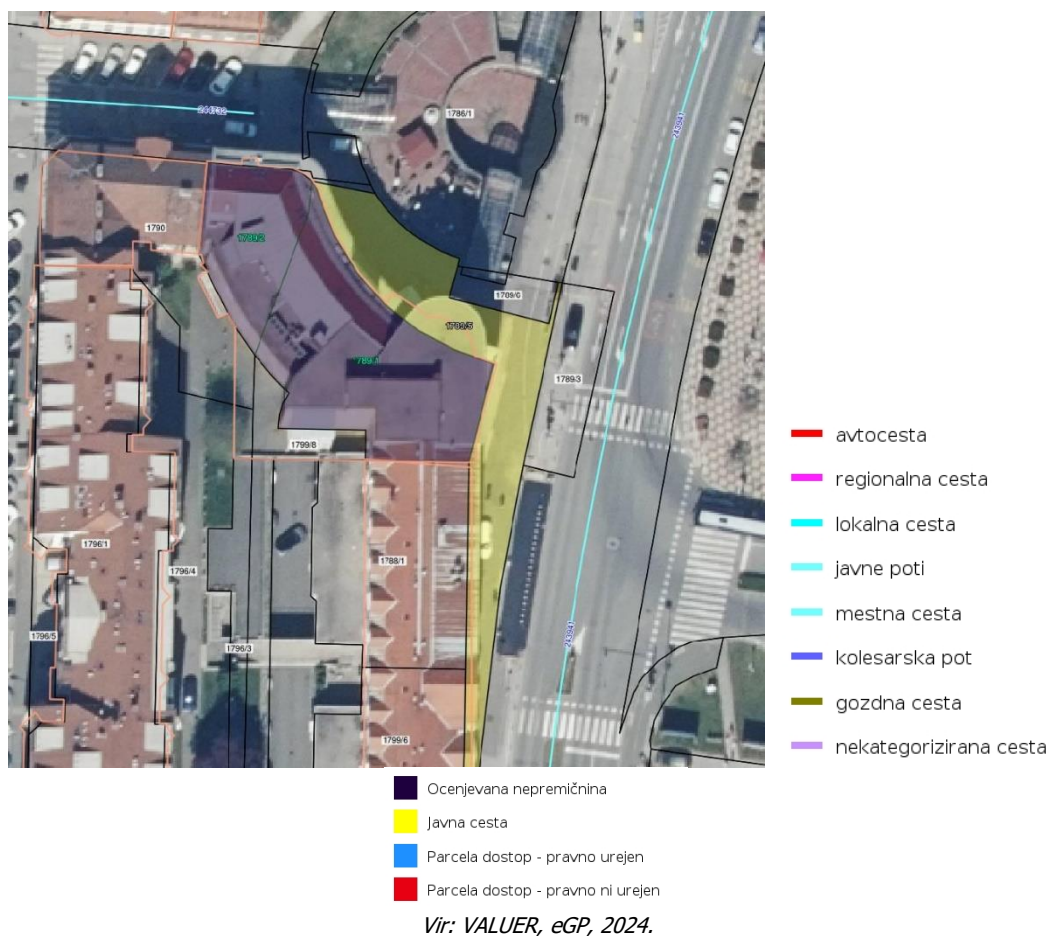 244732
1786/1
243941
1790
1789/2
1789/6
1789/5
1789/3
1799/8
1796/1
1796/4
1788/1
1796/5
1796/3
243941
1799/6
avtocesta
regionalna cesta
lokalna cesta
javne poti
mestna cesta
kolesarska pot
gozdna cesta
nekategorizirana cesta
Ocenjevana nepremičnina
Javna cesta
Parcela dostop - pravno urejen
Parcela dostop - pravno ni urejen
Vir: VALUER, eGP, 2024.